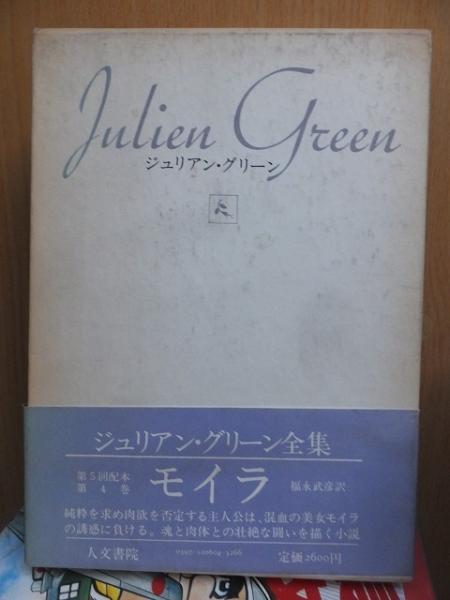 Julien Green
ジュリアン・グリーン
ジュリアン・グリーン全集
第5回配本
第4巻
モイラ
福永武彦訳
純粋を求め肉欲を否定する主人公は、混血の美女モイラ
の誘惑に負ける。魂と肉体との壮絶な闘いを描く小説
人文書院
0397-120604-3266
定価2600円